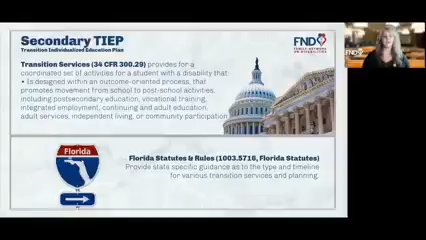 Secondary TIEP
Transition Individualized Education Plan
FND
FAMILY NETWORK
ON DISABILITIES
Transition Services (34 CFR 300.29) provides for a
coordinated set of activities for a student with a disability that:
• Is designed within an outcome-oriented process, that
promotes movement from school to post-school activities,
including postsecondary education, vocational training,
integrated employment, continuing and adult education,
adult services, independent living, or community participation
Florida
Florida Statutes & Rules (1003.5716, Florida Statutes)
Provide state specific guidance as to the type and timeline
for various transition services and planning.
FND